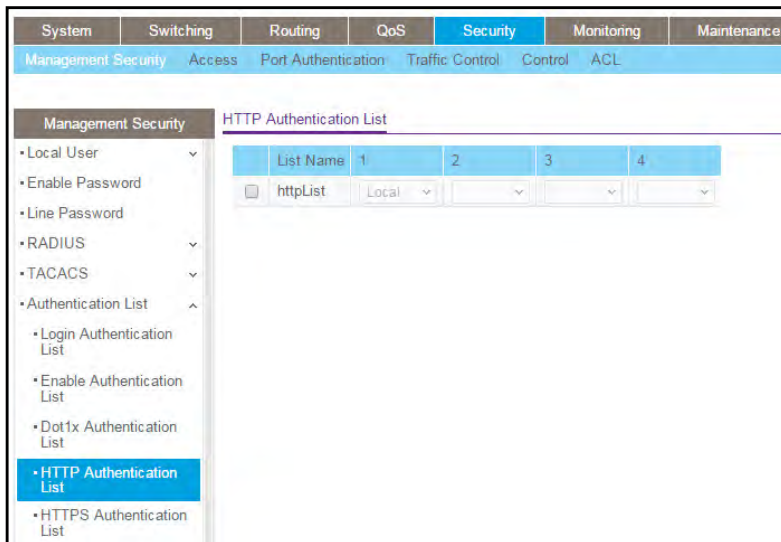 System Switching Routing QoS Security Monitoring Maintenance
Management Security Access Port Authentication Traffic Control Control ACL
Management Security
HTTP Authentication List
• Local User
• Enable Password
• Line Password
• RADIUS
• TACACS
• Authentication List
• Login Authentication
List
• Enable Authentication
List
• Dot1x Authentication
List
• HTTP Authentication
List
• HTTPS Authentication
List
List Name 1 2 3 4
httpList Local